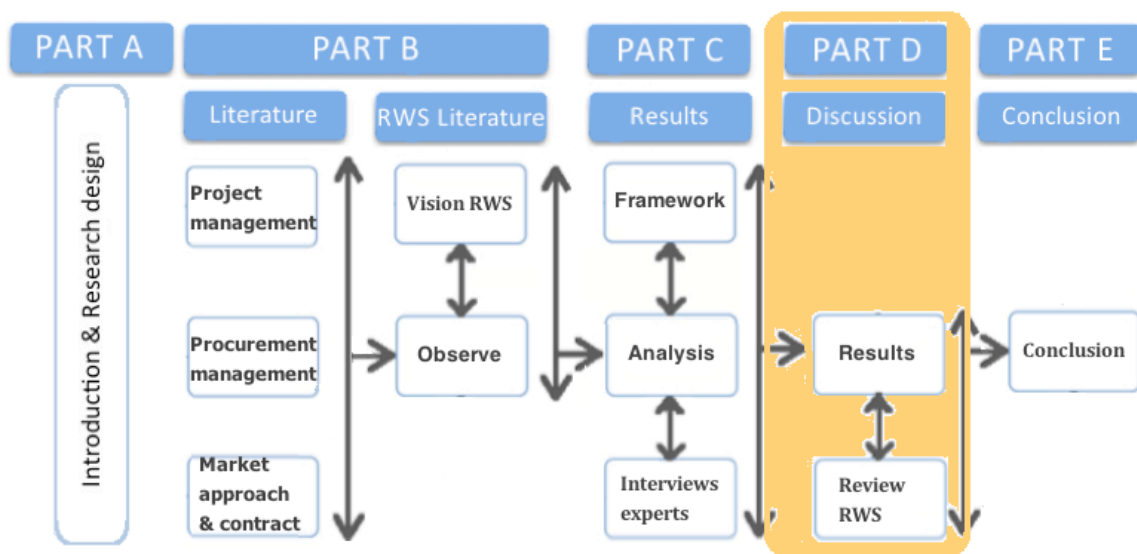 PART A
PART B
PART C
PART D
PART E
Literature
RWS Literature
Results
Discussion
Conclusion
Introduction & Research design
Project
management
Vision RWS
Framework
Procurement
management
Observe
Analysis
Results
Conclusion
Market
approach
& contract
Interviews
experts
Review
RWS